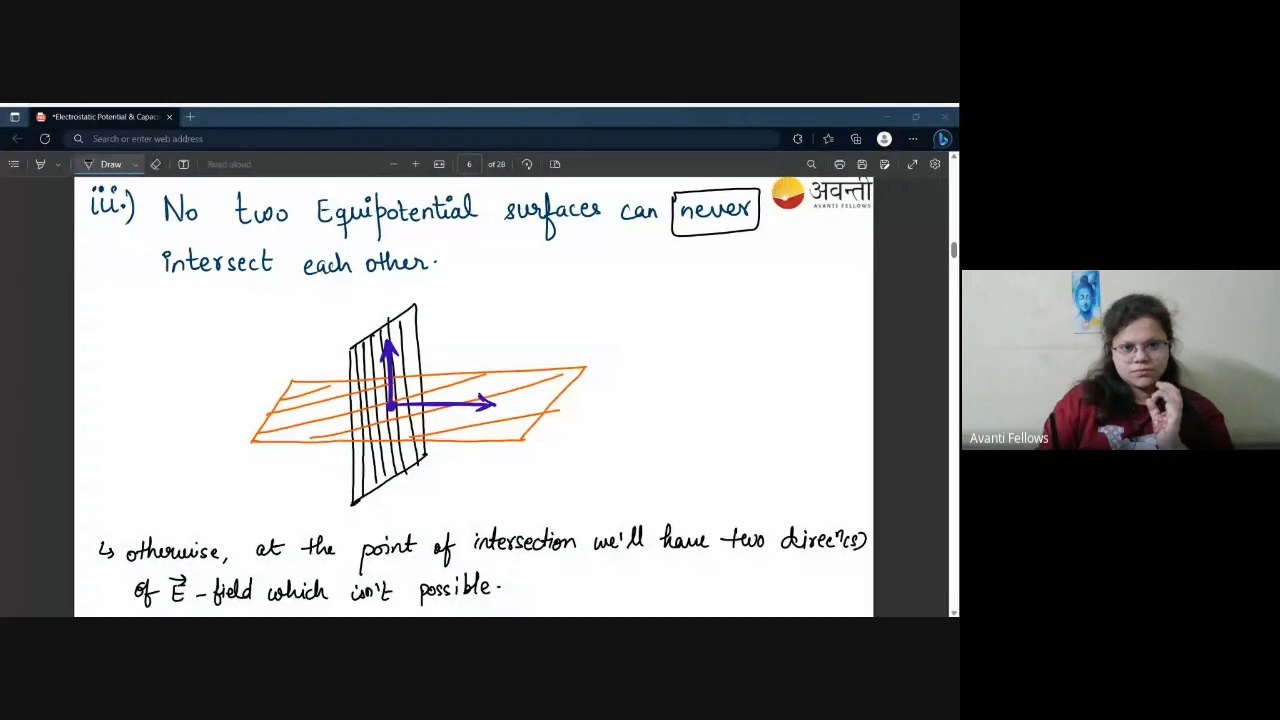 *Electrostatic Potential & Capac
Search or enter web address
Draw
Read aloud
6 of 28
अवन्ती
AVANTI FELLOWS
iii.) No two Equipotential surfaces can never
intersect each other.
↳ otherwise, at the point of intersection we'll have two direcⁿ(s)
of E⃗ - field which isn't possible.
Avanti Fellows